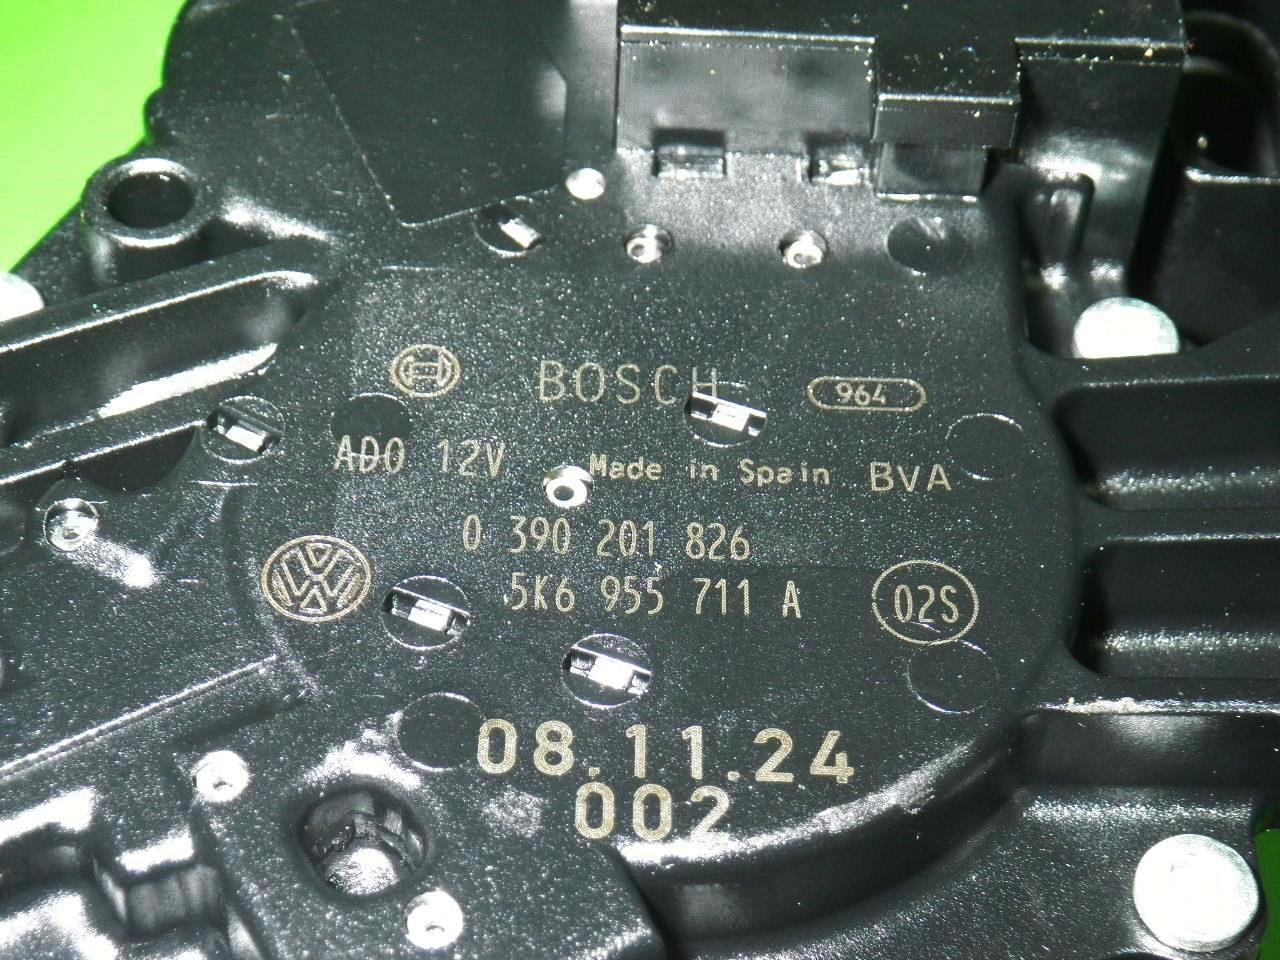 BOSCH 964
ADO 12V Made in Spain BVA
0 390 201 826
5K6 955 711 A 02S
08.11.24
002